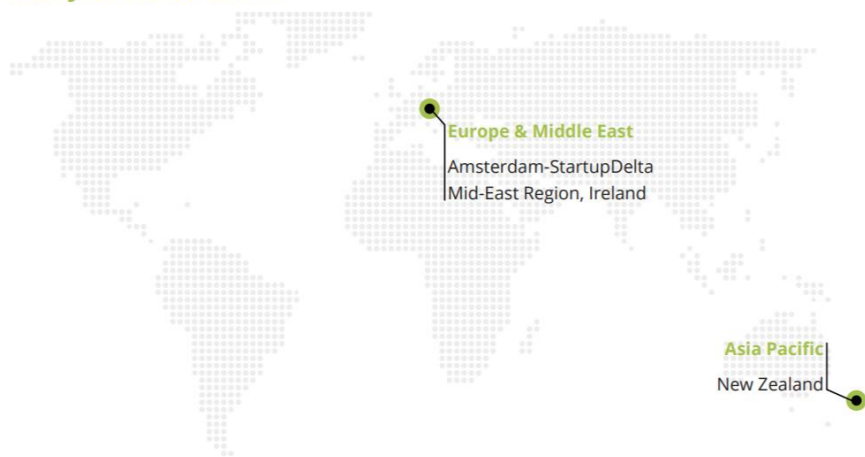 Europe & Middle East
Amsterdam-StartupDelta
Mid-East Region, Ireland
Asia Pacific
New Zealand